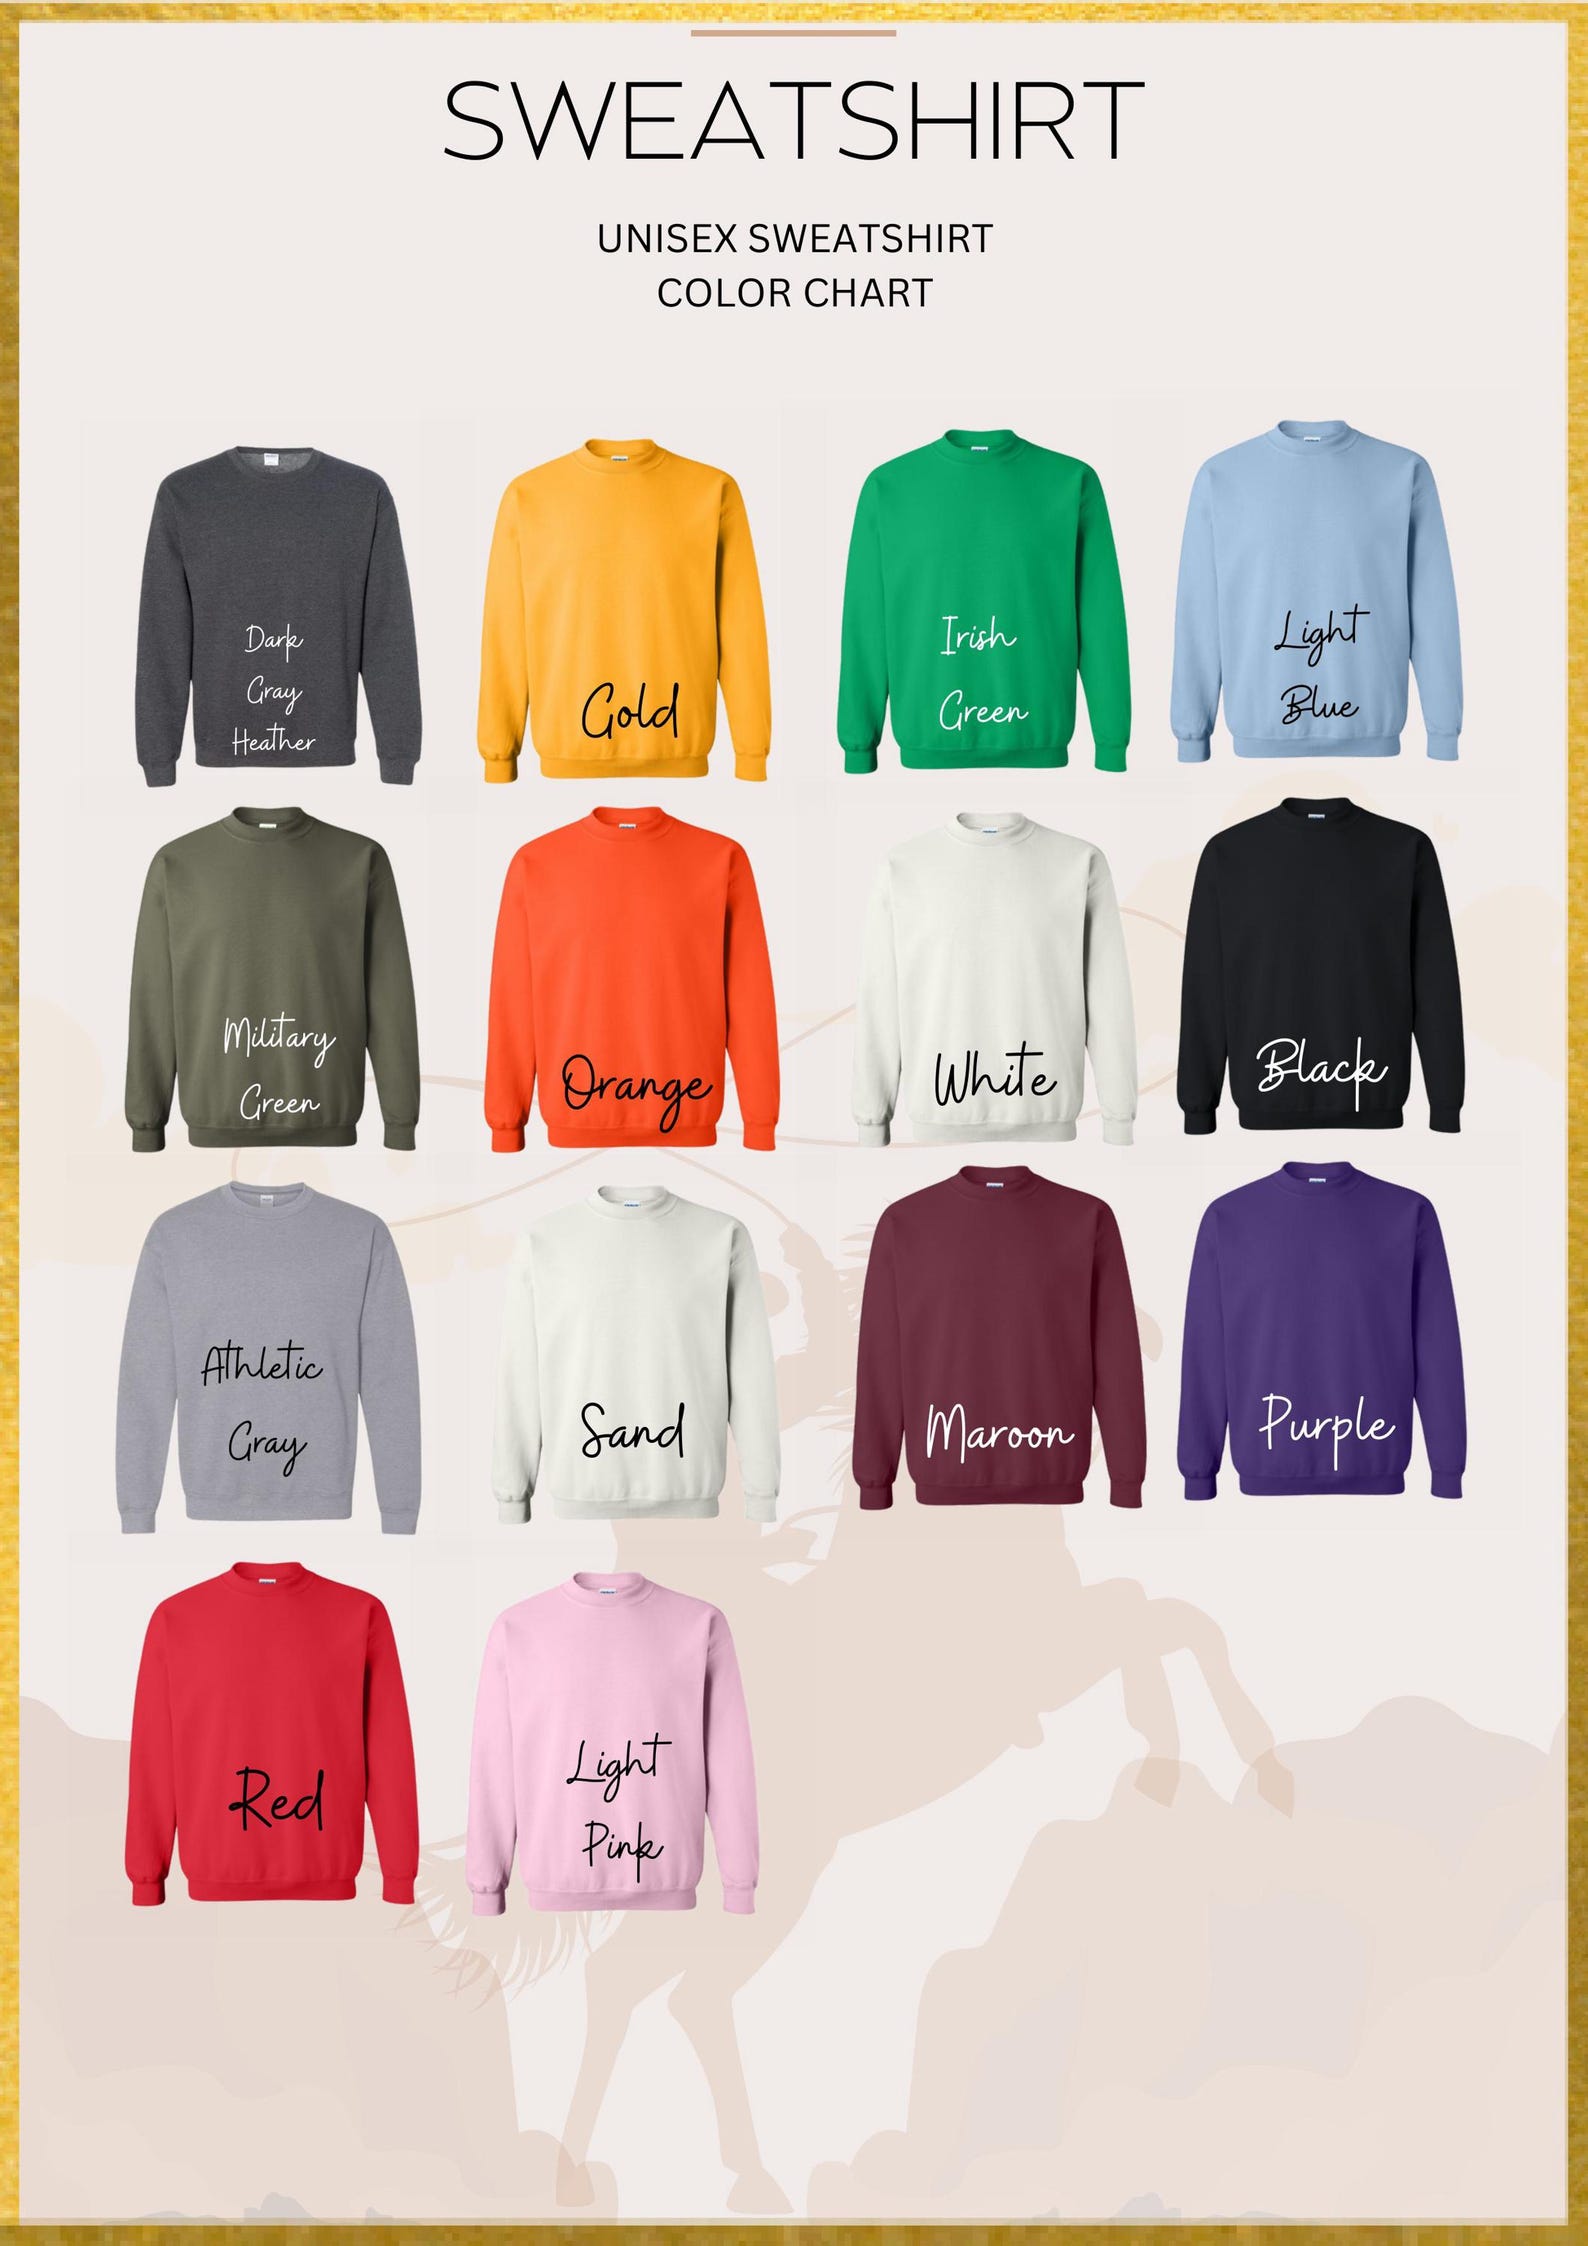 SWEATSHIRT
UNISEX SWEATSHIRT
COLOR CHART
Dark
Gray
Heather
Gold
Irish
Green
Light
Blue
Military
Green
Orange
White
Black
Athletic
Gray
Sand
Maroon
Purple
Red
Light
Pink